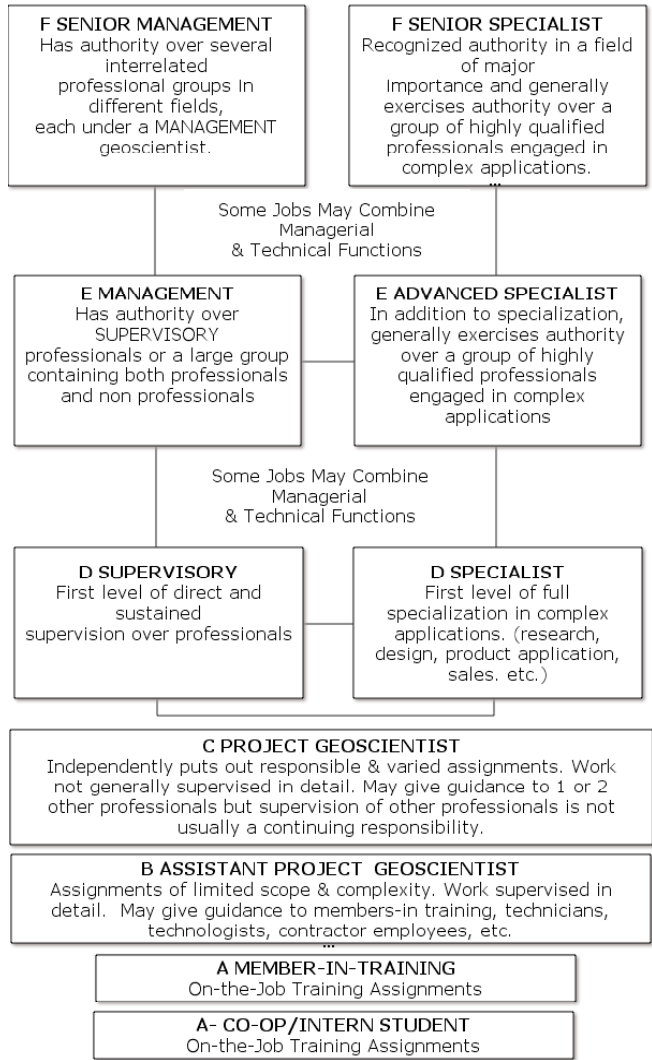 F SENIOR MANAGEMENT
Has authority over several
interrelated
professional groups in
different fields,
each under a MANAGEMENT
geoscientist.
F SENIOR SPECIALIST
Recognized authority in a field
of major
Importance and generally
exercises authority over a
group of highly qualified
professionals engaged in
complex applications.
...
Some Jobs May Combine
Managerial
& Technical Functions
E MANAGEMENT
Has authority over
SUPERVISORY
professionals or a large group
containing both professionals
and non professionals
E ADVANCED SPECIALIST
In addition to specialization,
generally exercises authority
over a group of highly
qualified professionals
engaged in complex
applications
Some Jobs May Combine
Managerial
& Technical Functions
D SUPERVISORY
First level of direct and
sustained
supervision over professionals
D SPECIALIST
First level of full
specialization in complex
applications. (research,
design, product application,
sales. etc.)
C PROJECT GEOSCIENTIST
Independently puts out responsible & varied assignments. Work
not generally supervised in detail. May give guidance to 1 or 2
other professionals but supervision of other professionals is not
usually a continuing responsibility.
B ASSISTANT PROJECT GEOSCIENTIST
Assignments of limited scope & complexity. Work supervised in
detail. May give guidance to members-in training, technicians,
technologists, contractor employees, etc.
...
A MEMBER-IN-TRAINING
On-the-Job Training Assignments
A- CO-OP/INTERN STUDENT
On-the-Job Training Assignments